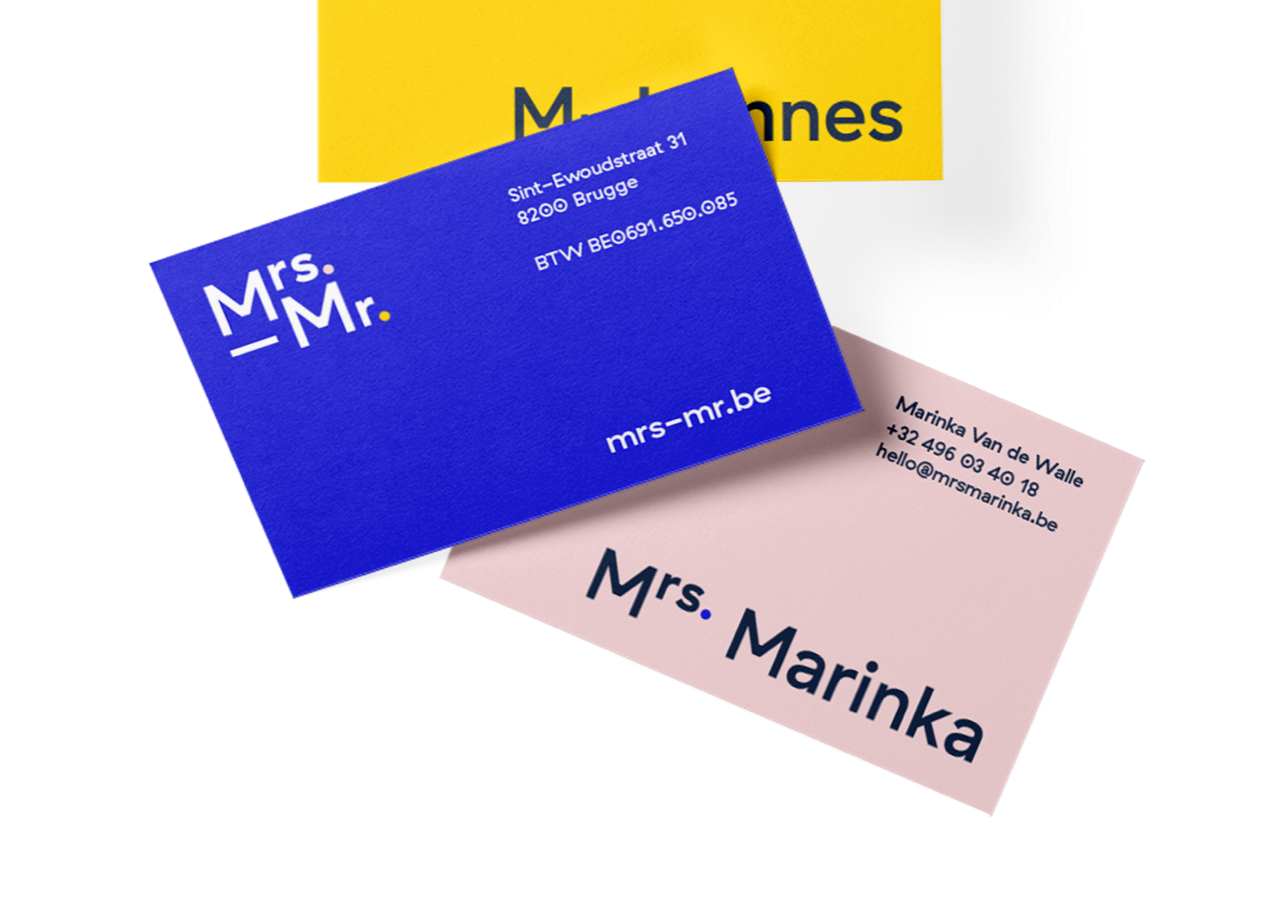 nnes
Sint-Ewoudstraat 31
8200 Brugge
BTW BE0691.650.085
Mrs.
Mr.
mrs-mr.be
Marinka Van de Walle
+32 496 03 40 18
hello@mrsmarinka.be
Mrs. Marinka